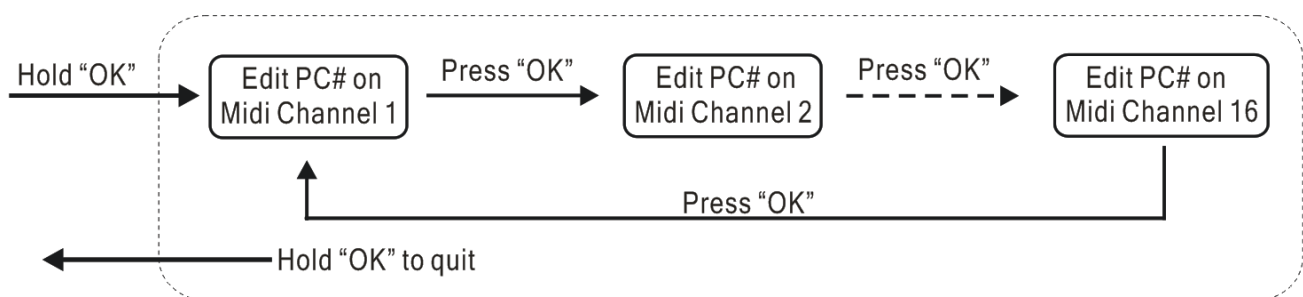 Hold “OK”
Edit PC# on
Midi Channel 1
Press “OK”
Edit PC# on
Midi Channel 2
Press “OK”
Edit PC# on
Midi Channel 16
Press “OK”
Hold “OK” to quit